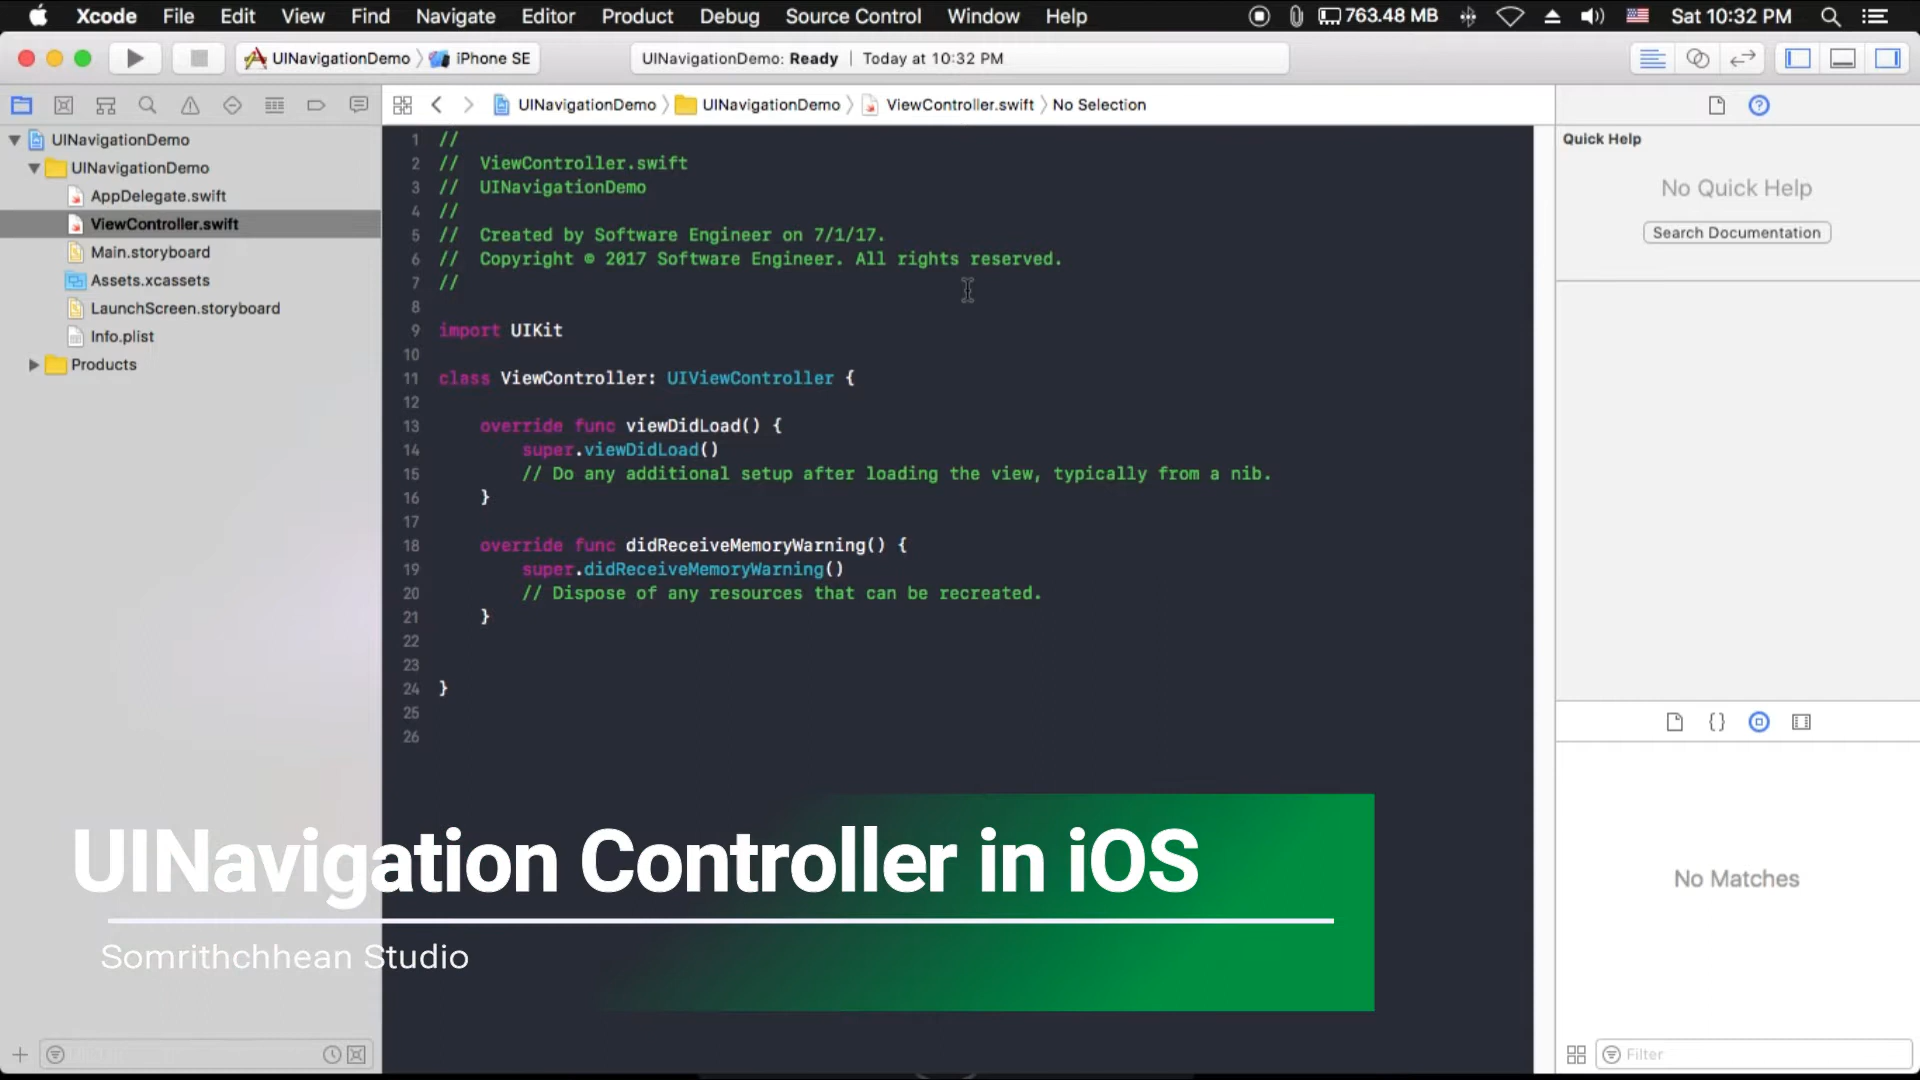 Xcode File Edit View Find Navigate Editor Product Debug Source Control Window Help 763.48 MB Sat 10:32 PM
UINavigationDemo iPhone SE UINavigationDemo: Ready Today at 10:32 PM
UINavigationDemo UINavigationDemo ViewController.swift No Selection
UINavigationDemo
UINavigationDemo
AppDelegate.swift
ViewController.swift
Main.storyboard
Assets.xcassets
LaunchScreen.storyboard
Info.plist
Products
1 //
2 // ViewController.swift
3 // UINavigationDemo
4 //
5 // Created by Software Engineer on 7/1/17.
6 // Copyright © 2017 Software Engineer. All rights reserved.
7 //
8
9 import UIKit
10
11 class ViewController: UIViewController {
12
13 override func viewDidLoad() {
14 super.viewDidLoad()
15 // Do any additional setup after loading the view, typically from a nib.
16 }
17
18 override func didReceiveMemoryWarning() {
19 super.didReceiveMemoryWarning()
20 // Dispose of any resources that can be recreated.
21 }
22
23
24 }
25
26
Quick Help
No Quick Help
Search Documentation
No Matches
Filter
UINavigation Controller in iOS
Somrithchhean Studio